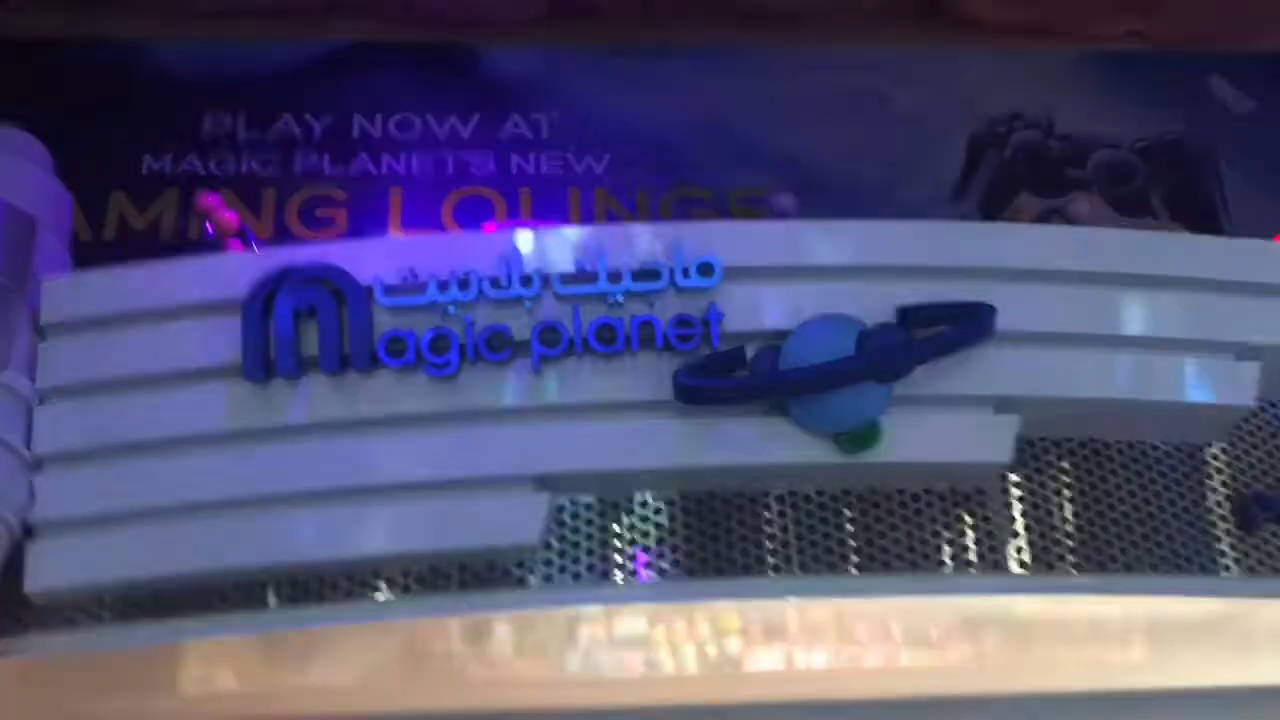 PLAY NOW AT
MAGIC PLANET'S NEW
AMING LOUNGE
ماجيك بلانيت
Magic planet